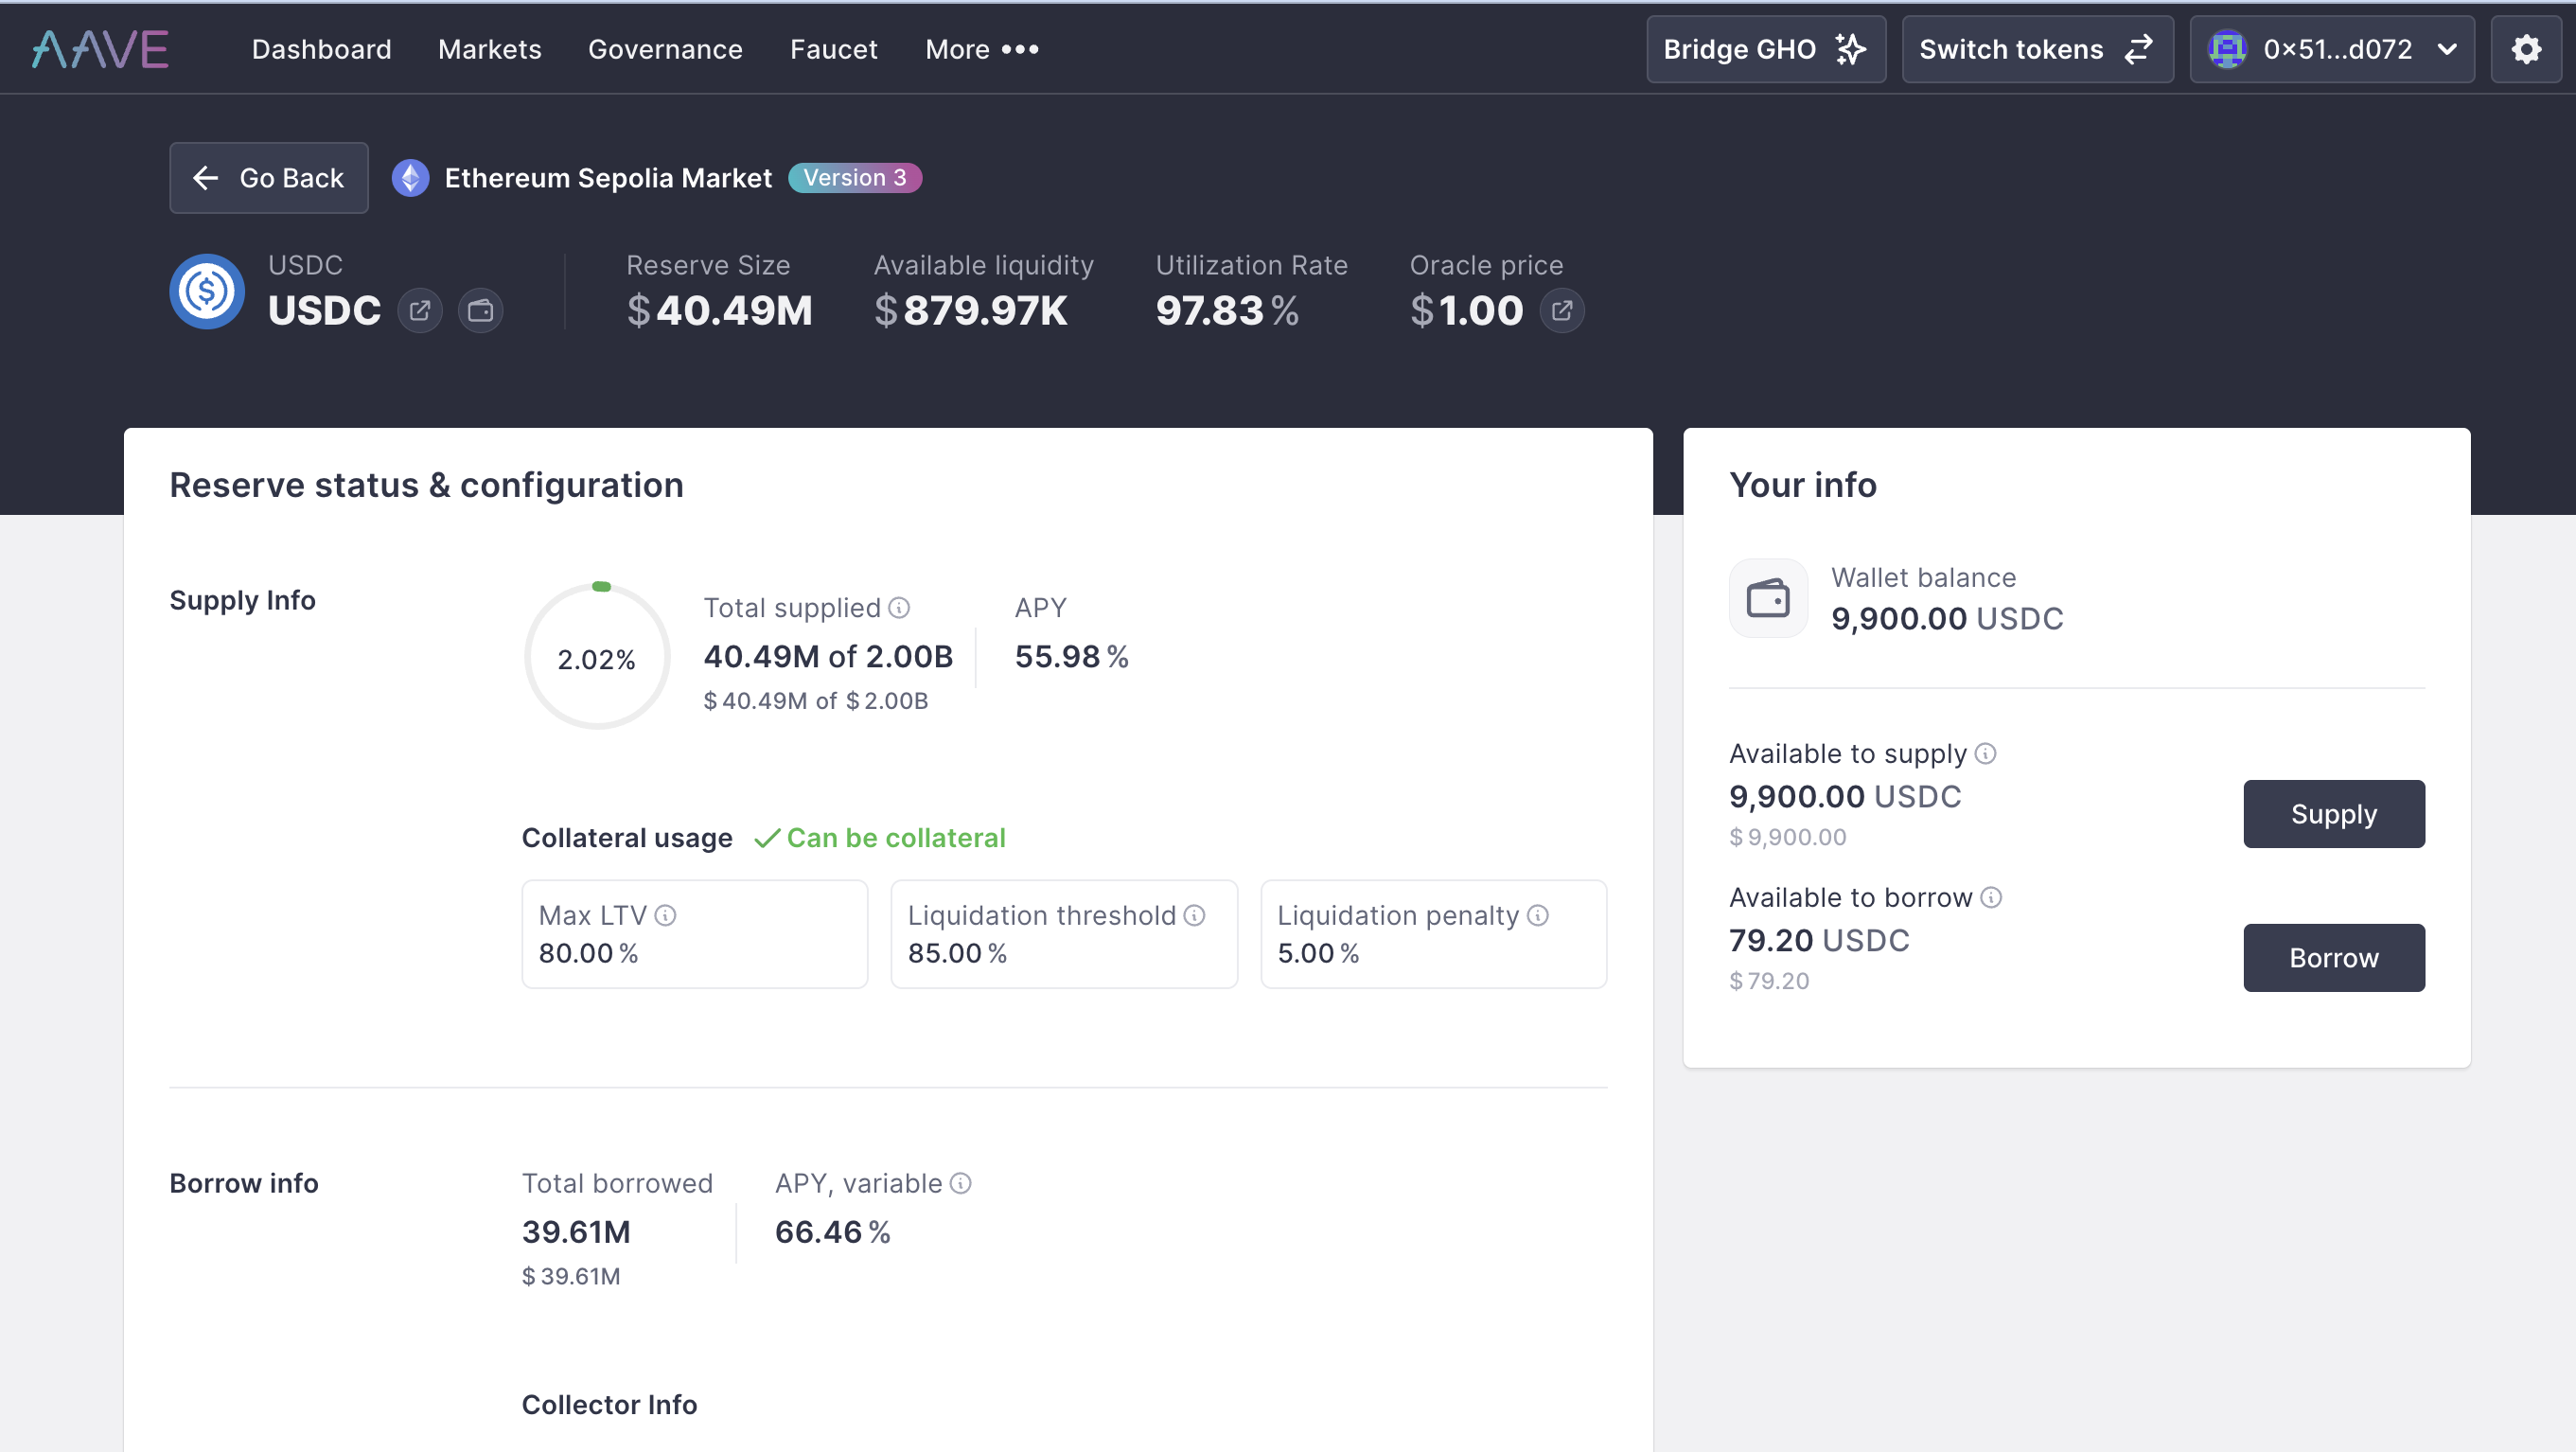 AAVE
Dashboard Markets Governance Faucet More •••
Bridge GHO Switch tokens 0x51...d072
Go Back Ethereum Sepolia Market Version 3
USDC
USDC
Reserve Size
$40.49M
Available liquidity
$879.97K
Utilization Rate
97.83%
Oracle price
$1.00
Reserve status & configuration
Supply Info
2.02%
Total supplied
40.49M of 2.00B
$40.49M of $2.00B
APY
55.98%
Collateral usage Can be collateral
Max LTV
80.00%
Liquidation threshold
85.00%
Liquidation penalty
5.00%
Borrow info
Total borrowed
39.61M
$39.61M
APY, variable
66.46%
Collector Info
Your info
Wallet balance
9,900.00 USDC
Available to supply
9,900.00 USDC
$9,900.00
Supply
Available to borrow
79.20 USDC
$79.20
Borrow